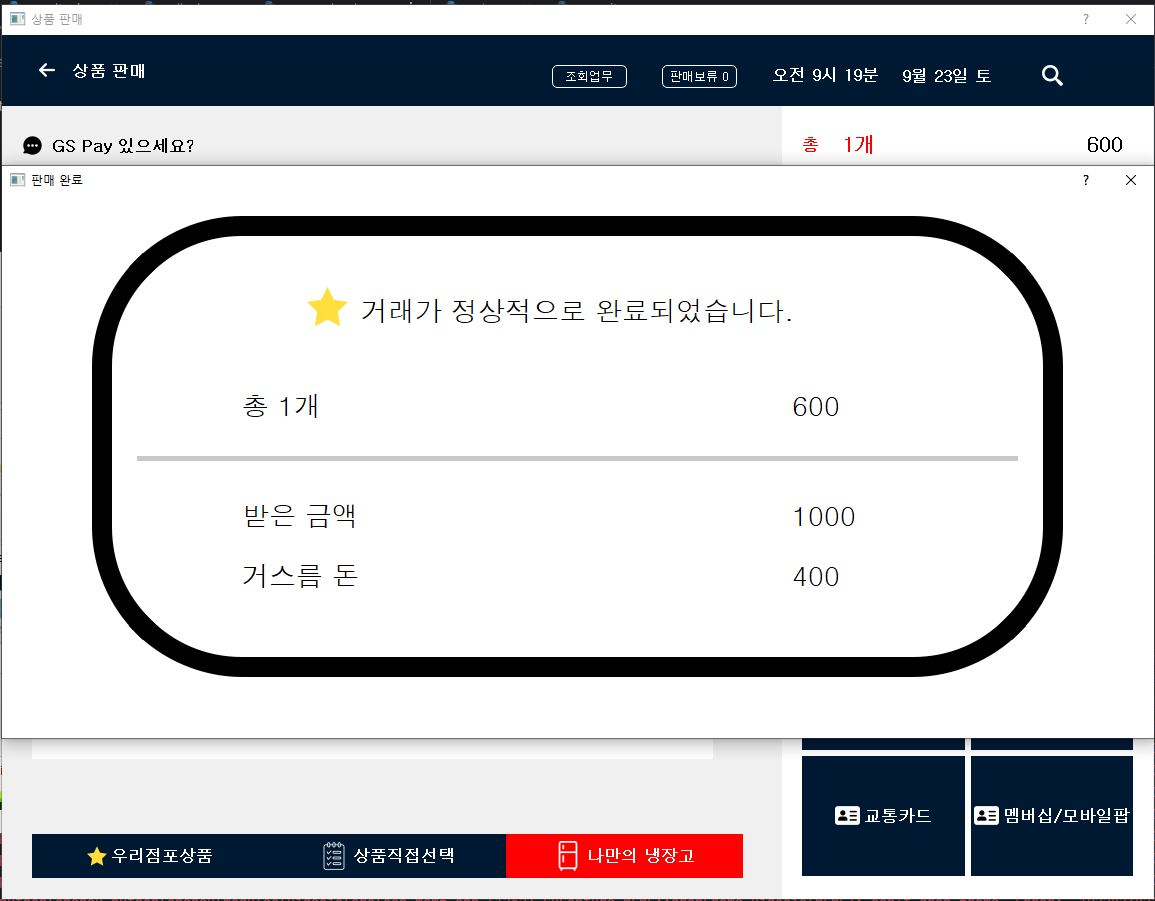 상품 판매
상품 판매
조회업무
판매보류 0
오전 9시 19분
9월 23일 토
GS Pay 있으세요?
총 1개 600
판매 완료
거래가 정상적으로 완료되었습니다.
총 1개 600
받은 금액 1000
거스름 돈 400
교통카드
멤버십/모바일팝
우리점포상품
상품직접선택
나만의 냉장고